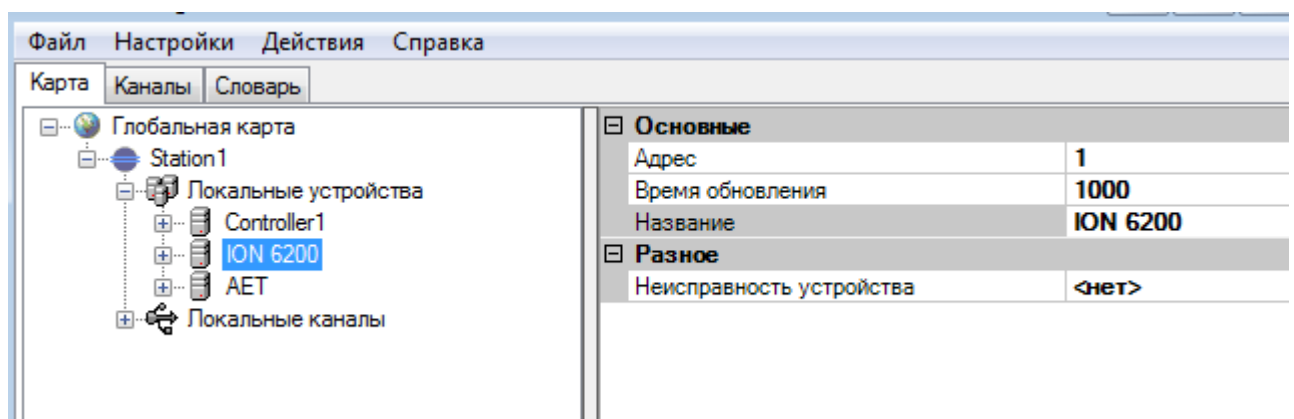 Файл Настройки Действия Справка
Карта Каналы Словарь
Глобальная карта
Station1
Локальные устройства
Controller1
ION 6200
AET
Локальные каналы
Основные
Адрес 1
Время обновления 1000
Название ION 6200
Разное
Неисправность устройства <нет>